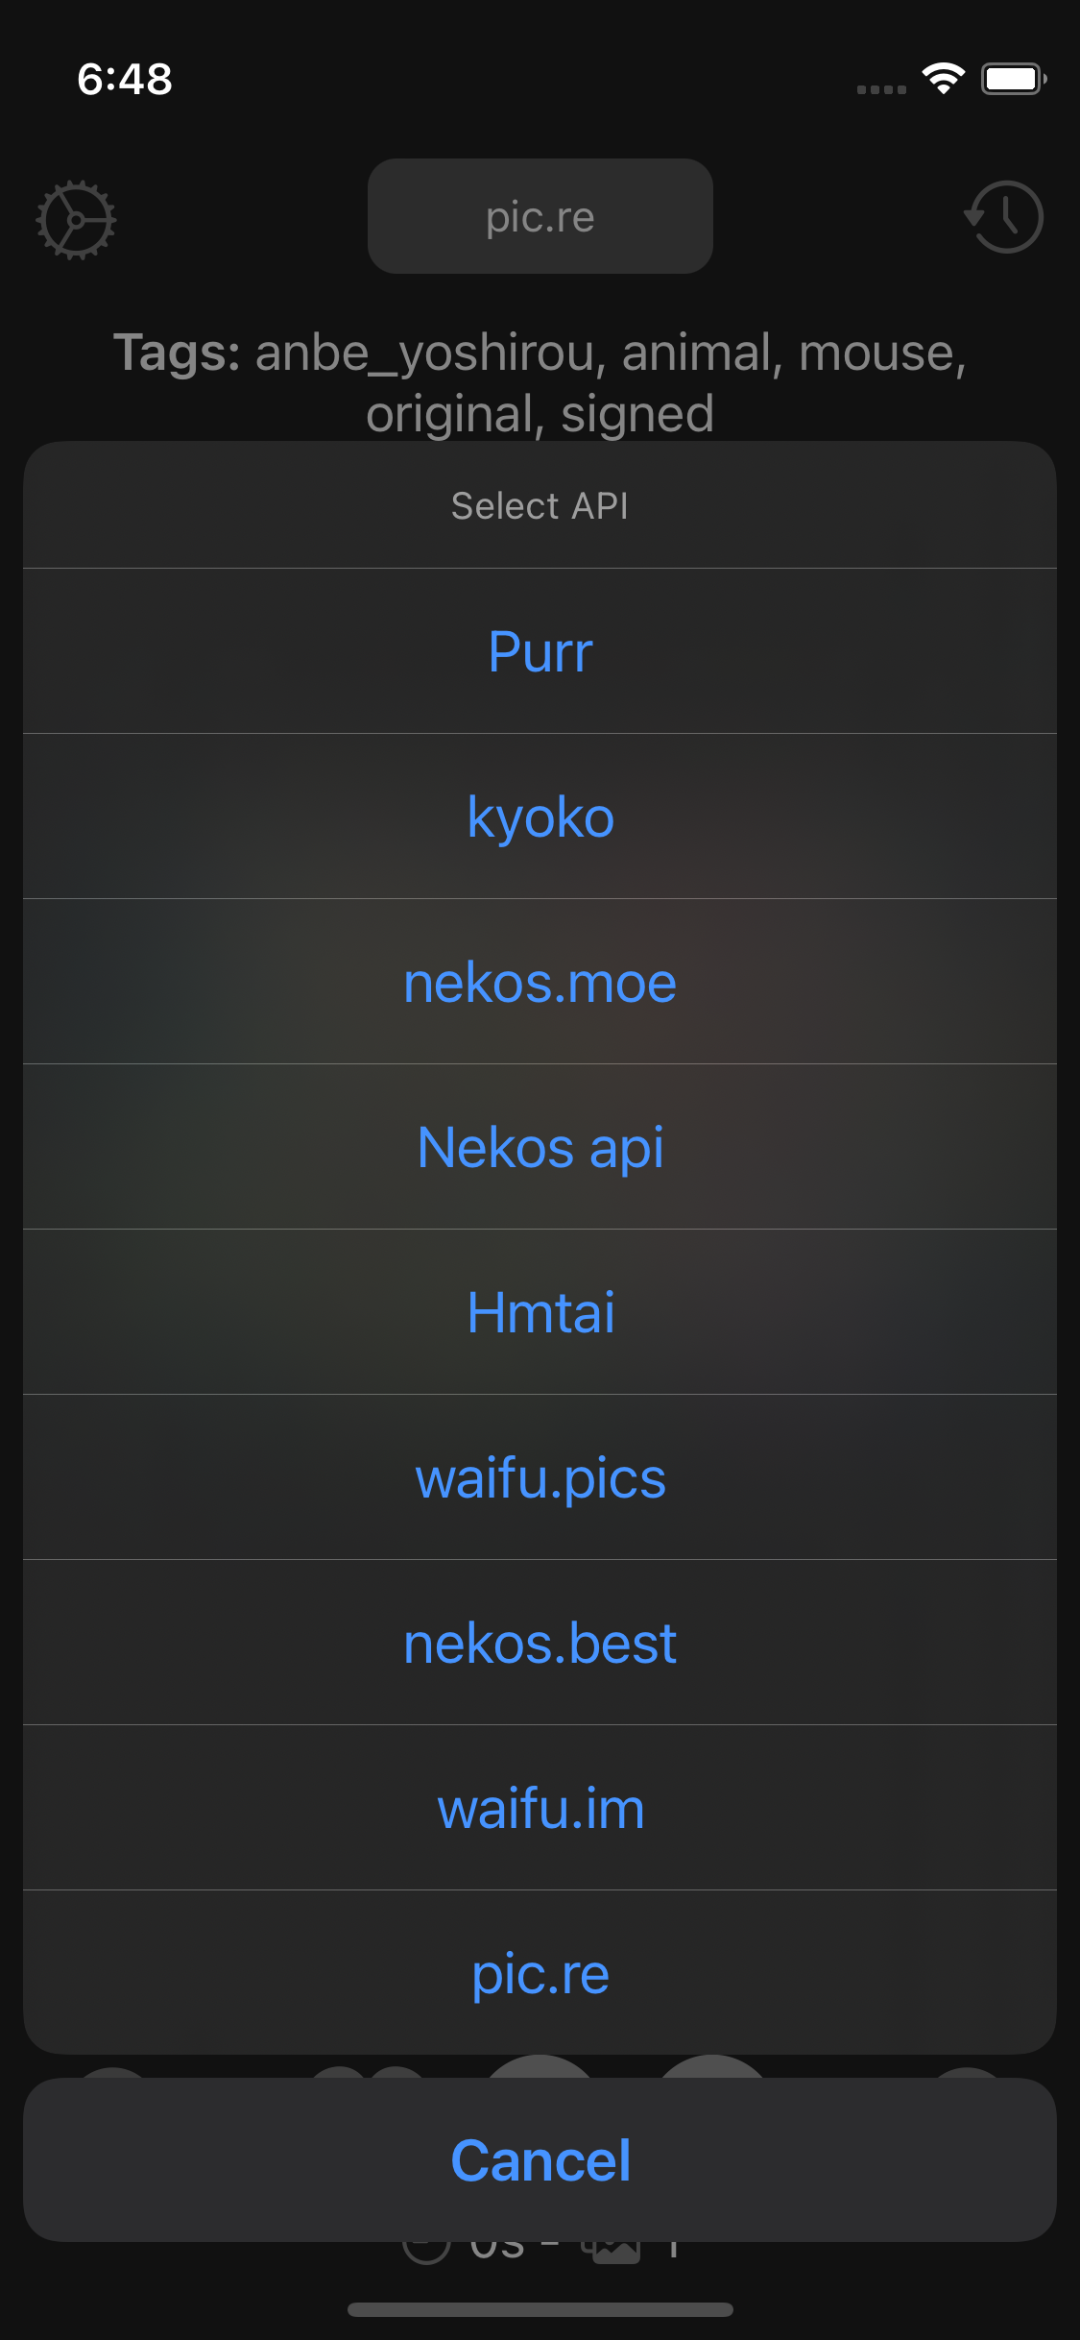 6:48
pic.re
Tags: anbe_yoshirou, animal, mouse,
original, signed
Select API
Purr
kyoko
nekos.moe
Nekos api
Hmtai
waifu.pics
nekos.best
waifu.im
pic.re
Cancel
0s -